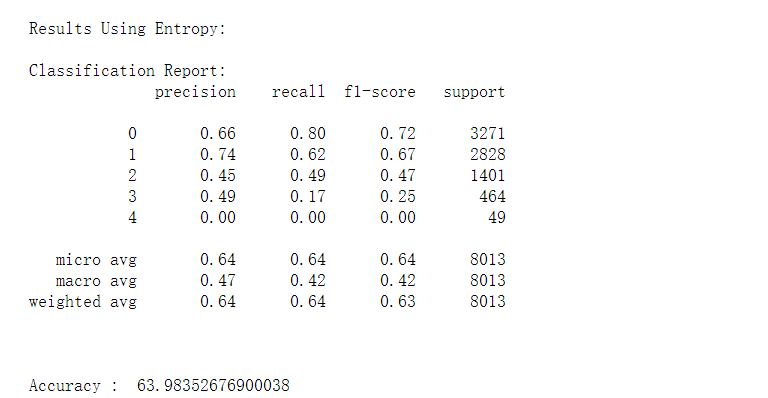 Results Using Entropy:
Classification Report:
precision recall f1-score support
0 0.66 0.80 0.72 3271
1 0.74 0.62 0.67 2828
2 0.45 0.49 0.47 1401
3 0.49 0.17 0.25 464
4 0.00 0.00 0.00 49
micro avg 0.64 0.64 0.64 8013
macro avg 0.47 0.42 0.42 8013
weighted avg 0.64 0.64 0.63 8013
Accuracy : 63.98352676900038